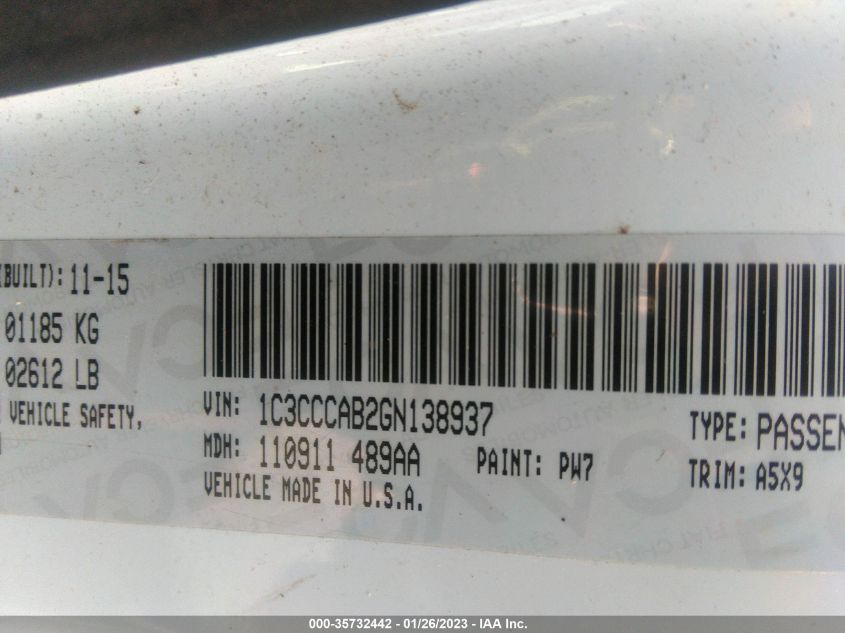 (BUILT): 11-15
01185 KG
02612 LB
VEHICLE SAFETY,
VIN: 1C3CCCAB2GN138937
MDH: 110911 489AA
PAINT: PW7
VEHICLE MADE IN U.S.A.
TYPE: PASSEN
TRIM: A5X9
000-35732442 - 01/26/2023 - IAA Inc.